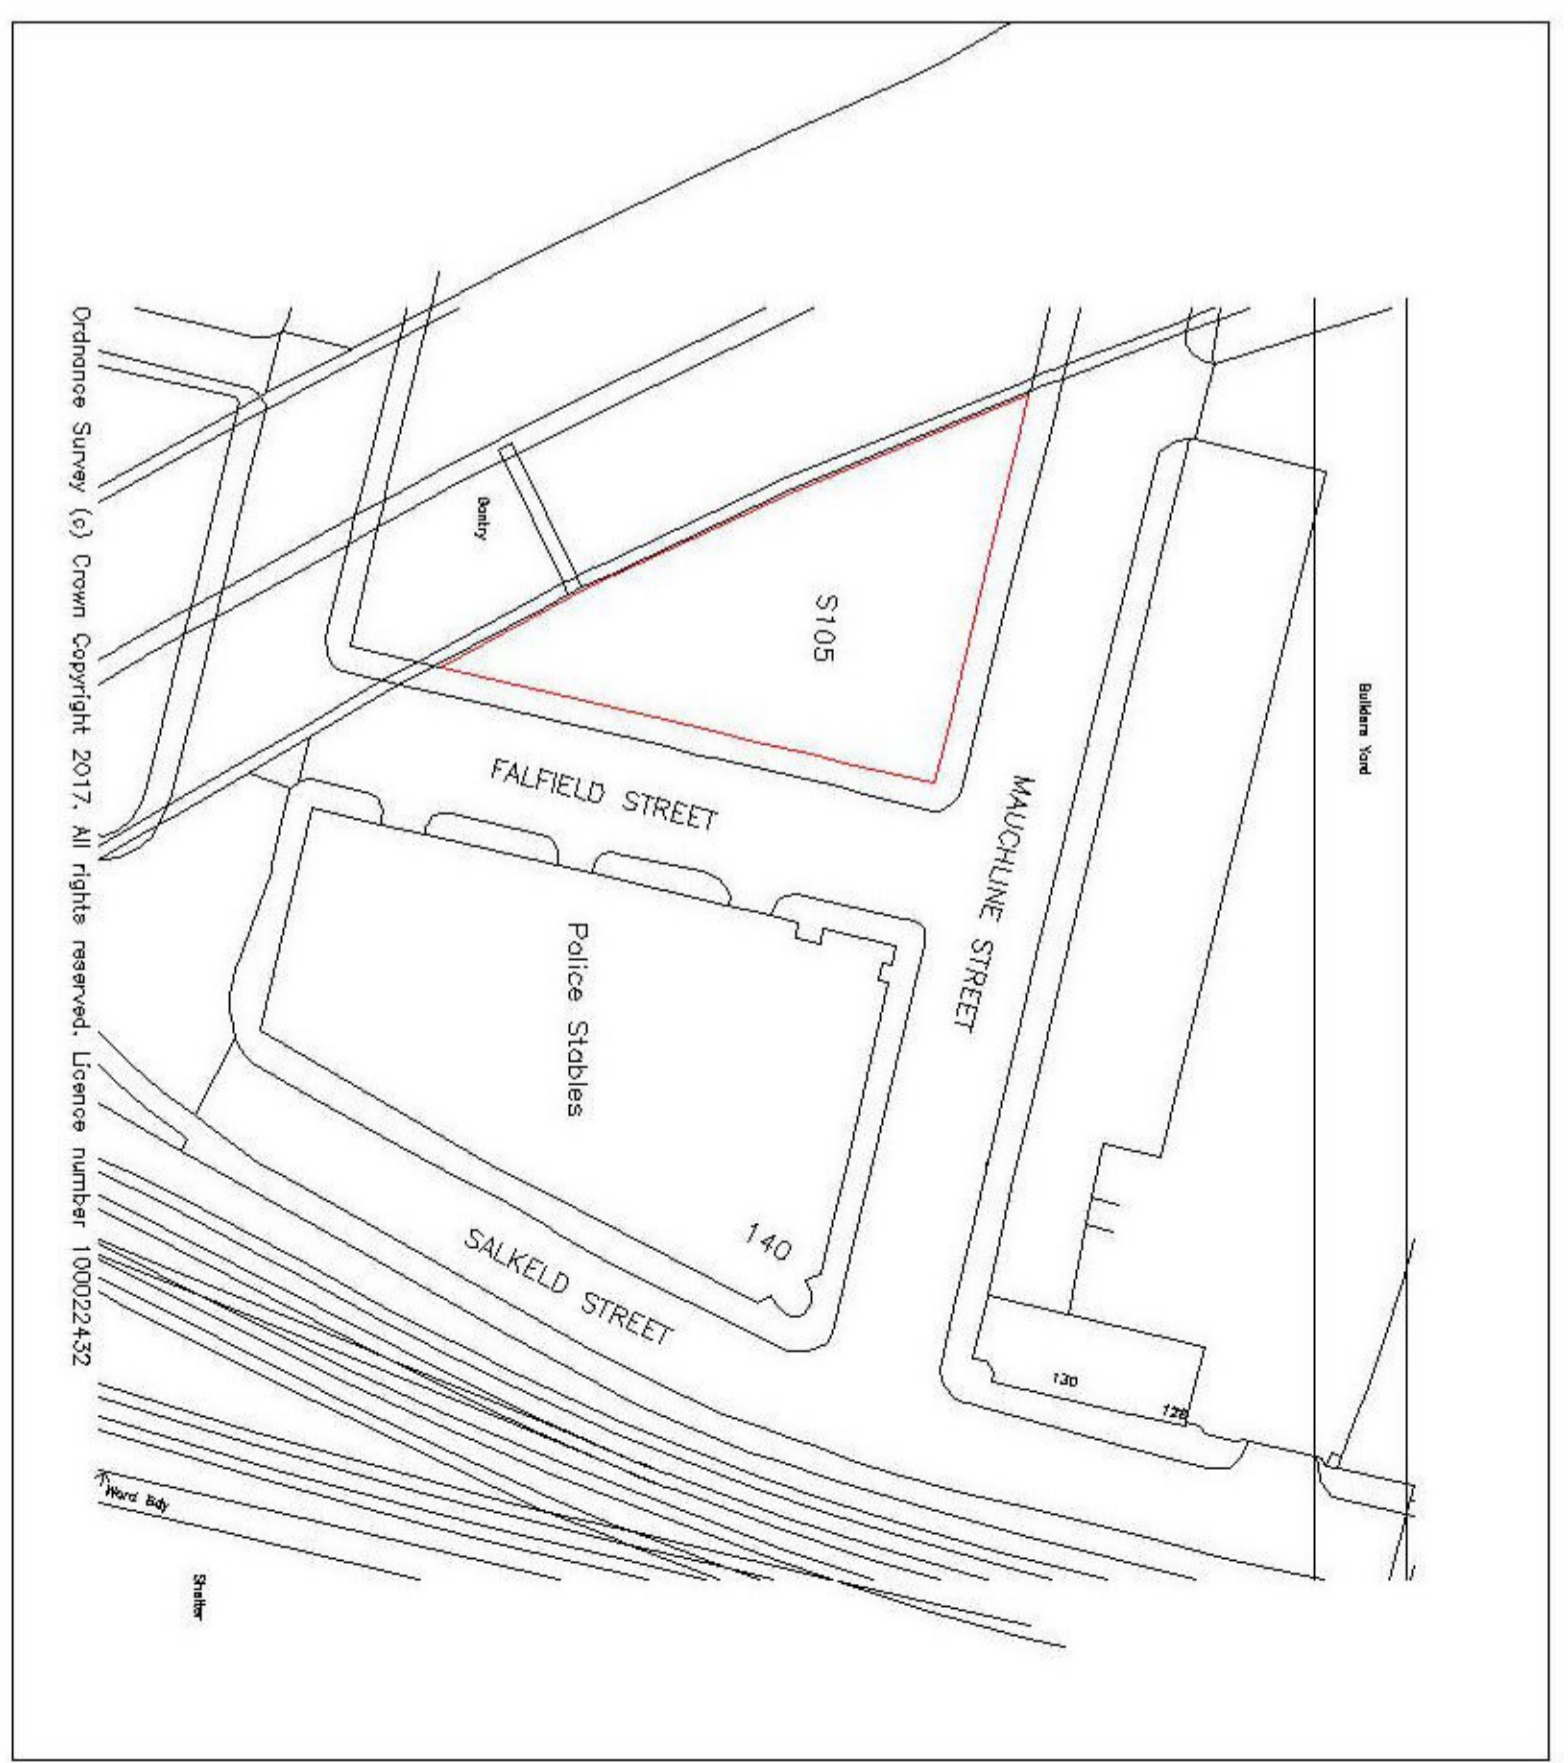 Builders Yard
S105
Gantry
MAUCHLINE STREET
FALFIELD STREET
Police Stables
140
SALKELD STREET
130
128
Ward Bdy
Shelter
Ordnance Survey (c) Crown Copyright 2017. All rights reserved. Licence number 100022432